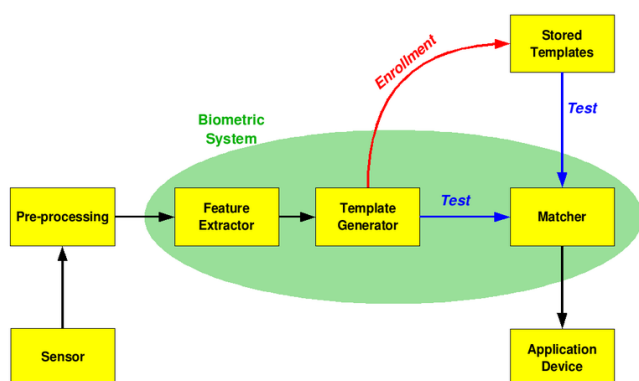 Stored
Templates
Enrollment
Test
Biometric
System
Pre-processing
Feature
Extractor
Template
Generator
Test
Matcher
Sensor
Application
Device